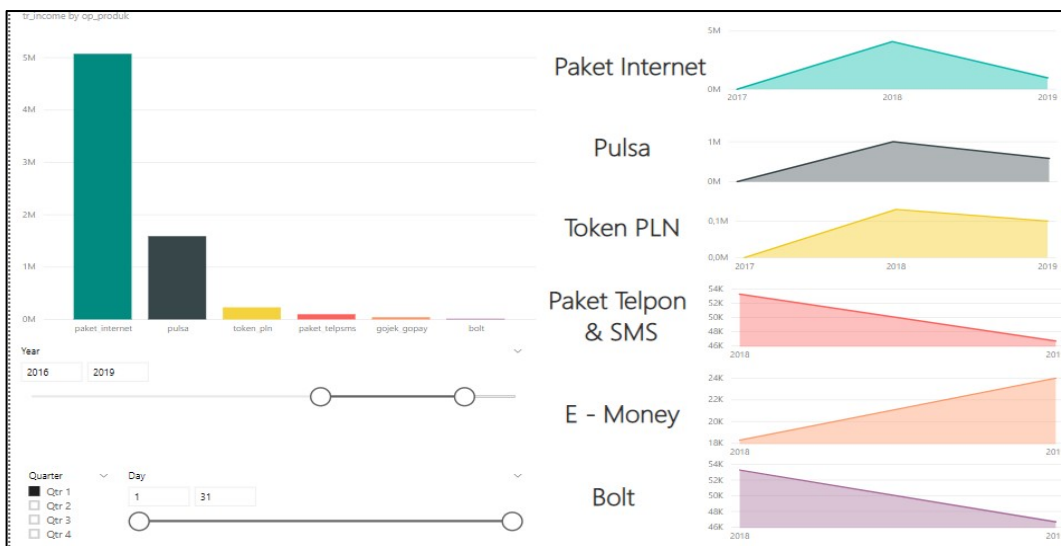 tr_income by op_produk
5M
4M
3M
2M
1M
0M
paket_internet pulsa token_pln paket_telpsms gojek_gopay bolt
Year
2016 2019
Quarter
Qtr 1
Qtr 2
Qtr 3
Qtr 4
Day
1 31
Paket Internet
5M
0M
2017 2018 2019
Pulsa
1M
0M
Token PLN
0,1M
0,0M
2017 2018 2019
Paket Telpon
& SMS
54K
52K
50K
48K
46K
2018 201
E - Money
24K
22K
20K
18K
2018 201
Bolt
54K
52K
50K
48K
46K
2018 201